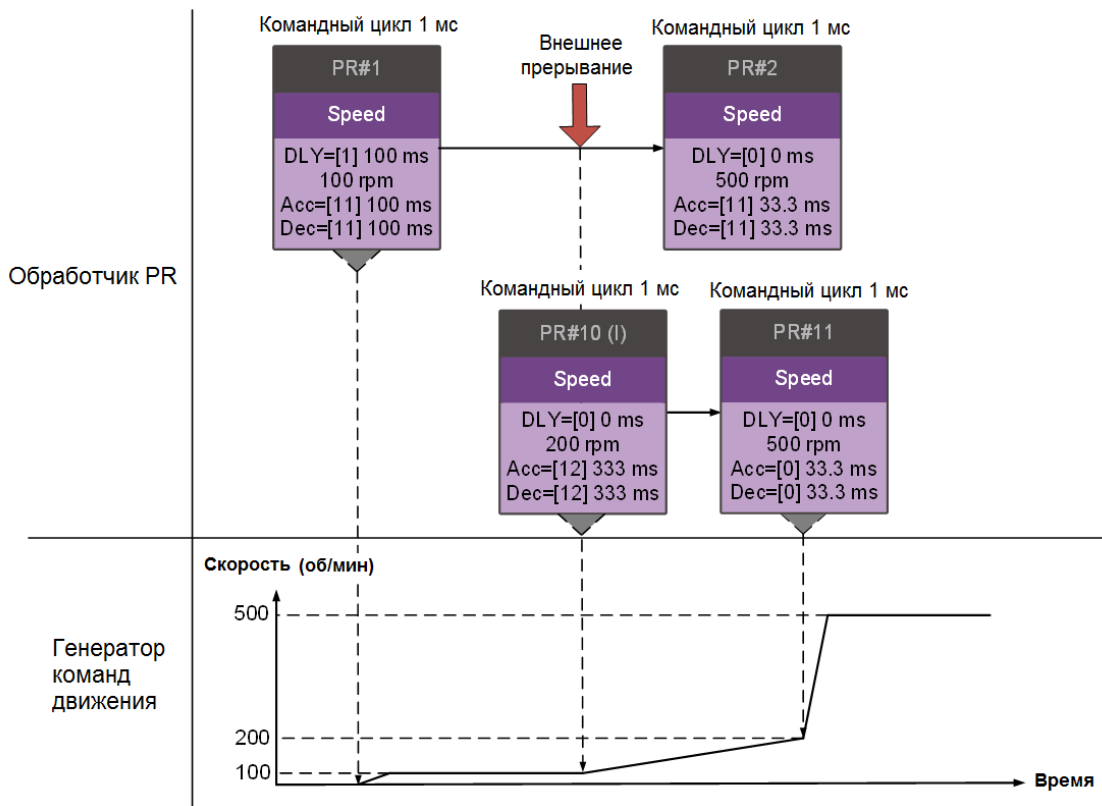 Командный цикл 1 мс
PR#1
Speed
DLY=[1] 100 ms
100 rpm
Acc=[11] 100 ms
Dec=[11] 100 ms
Внешнее
прерывание
Командный цикл 1 мс
PR#2
Speed
DLY=[0] 0 ms
500 rpm
Acc=[11] 33.3 ms
Dec=[11] 33.3 ms
Обработчик PR
Командный цикл 1 мс
PR#10 (I)
Speed
DLY=[0] 0 ms
200 rpm
Acc=[12] 333 ms
Dec=[12] 333 ms
Командный цикл 1 мс
PR#11
Speed
DLY=[0] 0 ms
500 rpm
Acc=[0] 33.3 ms
Dec=[0] 33.3 ms
Генератор
команд
движения
Скорость (об/мин)
500
200
100
Время